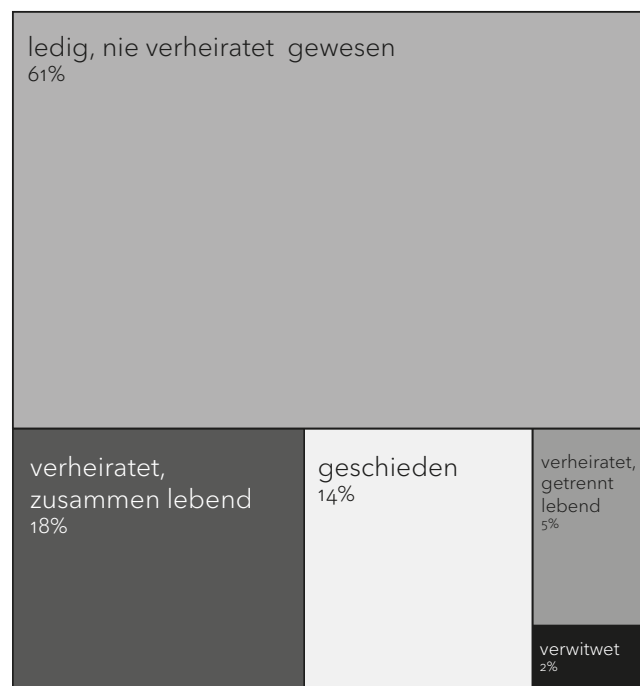 ledig, nie verheiratet gewesen
61%
verheiratet,
zusammen lebend
18%
geschieden
14%
verheiratet,
getrennt
lebend
5%
verwitwet
2%